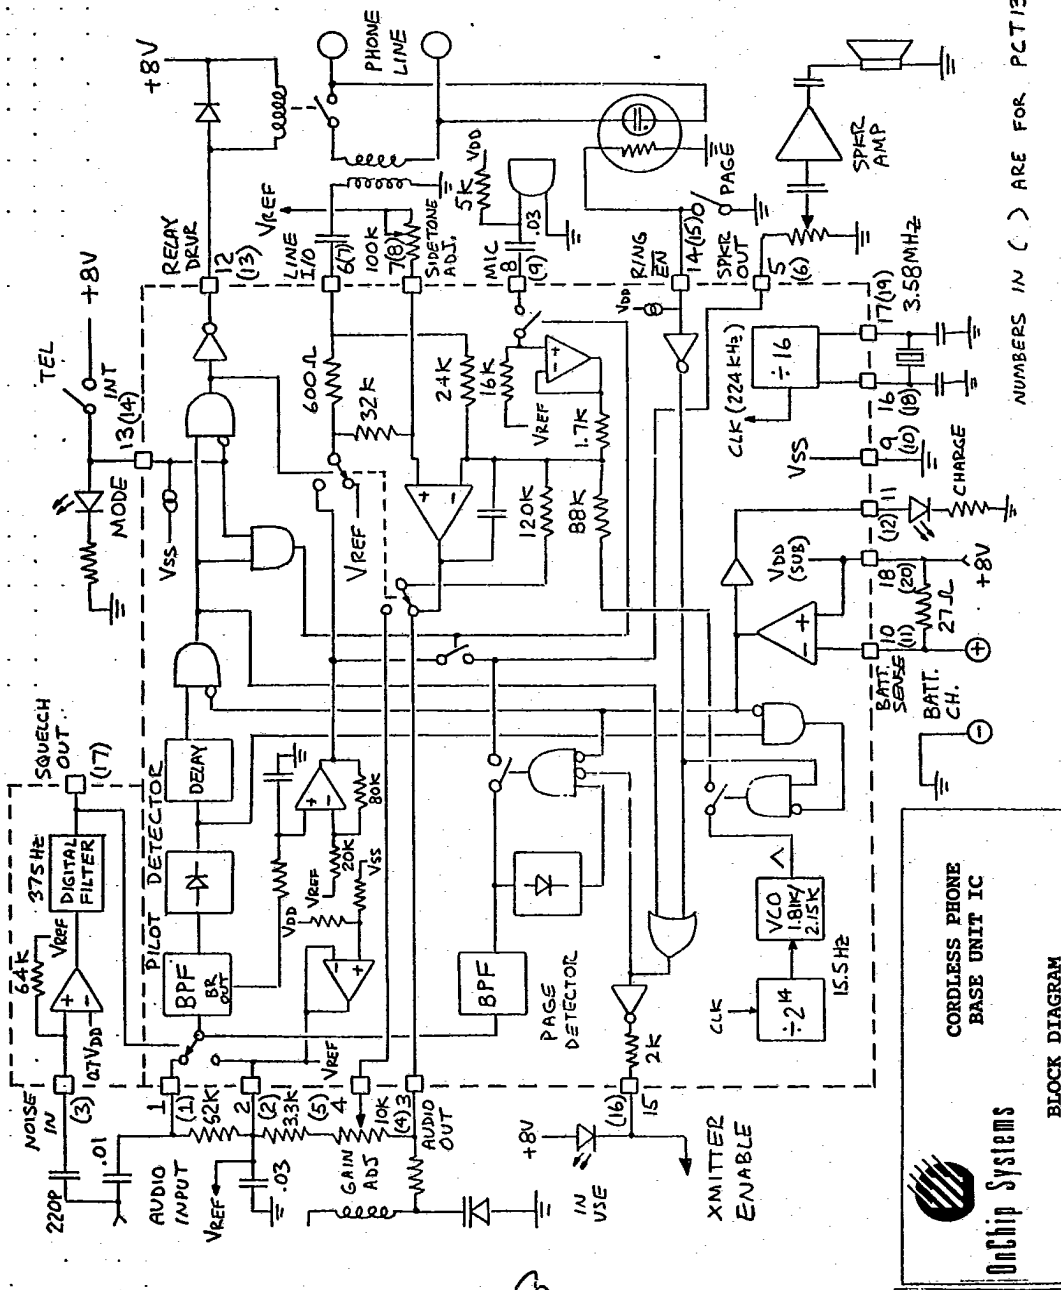 +8V
TEL
INT
+8V
MODE
13(14)
VSS
RELAY
DRVR
12
(13)
PHONE
LINE
VREF
LINE
I/O
6(7)
100K
7(8)
SIDETONE
ADJ.
600Ω
32K
VREF
24K
VDD
5K
.03
MIC
8
(9)
16K
VREF
1.7K
120K
88K
PAGE
RING
EN
14(15)
VDD
SPKR
OUT
5
(6)
SPKR
AMP
CLK (224KHz)
÷16
17(19)
3.58MHZ
16
(18)
VSS
9
(10)
11
(12)
CHARGE
VDD
(SUB)
18
(20)
+8V
27Ω
10
(11)
BATT.
SENSE
BATT.
CH.
+
−
SQUELCH
OUT
(17)
375Hz
DIGITAL
FILTER
VREF
64K
0.7VDD
NOISE
IN
(3)
220P
.01
PILOT DETECTOR
DELAY
BPF
BR
OUT
VDD
VREF
20K
80K
VSS
VREF
1
(1)
52K
AUDIO
INPUT
2
(2)
3.3K
VREF
.03
(5)
4
GAIN
ADJ
10K
(4)
3
AUDIO
OUT
BPF
PAGE
DETECTOR
2K
(16)
15
+8V
IN
USE
XMITTER
ENABLE
CLK
÷2¹⁴
15.5HZ
VCO
1.81K/
2.15K
NUMBERS IN ( ) ARE FOR PCT13
OnChip Systems
CORDLESS PHONE
BASE UNIT IC
BLOCK DIAGRAM